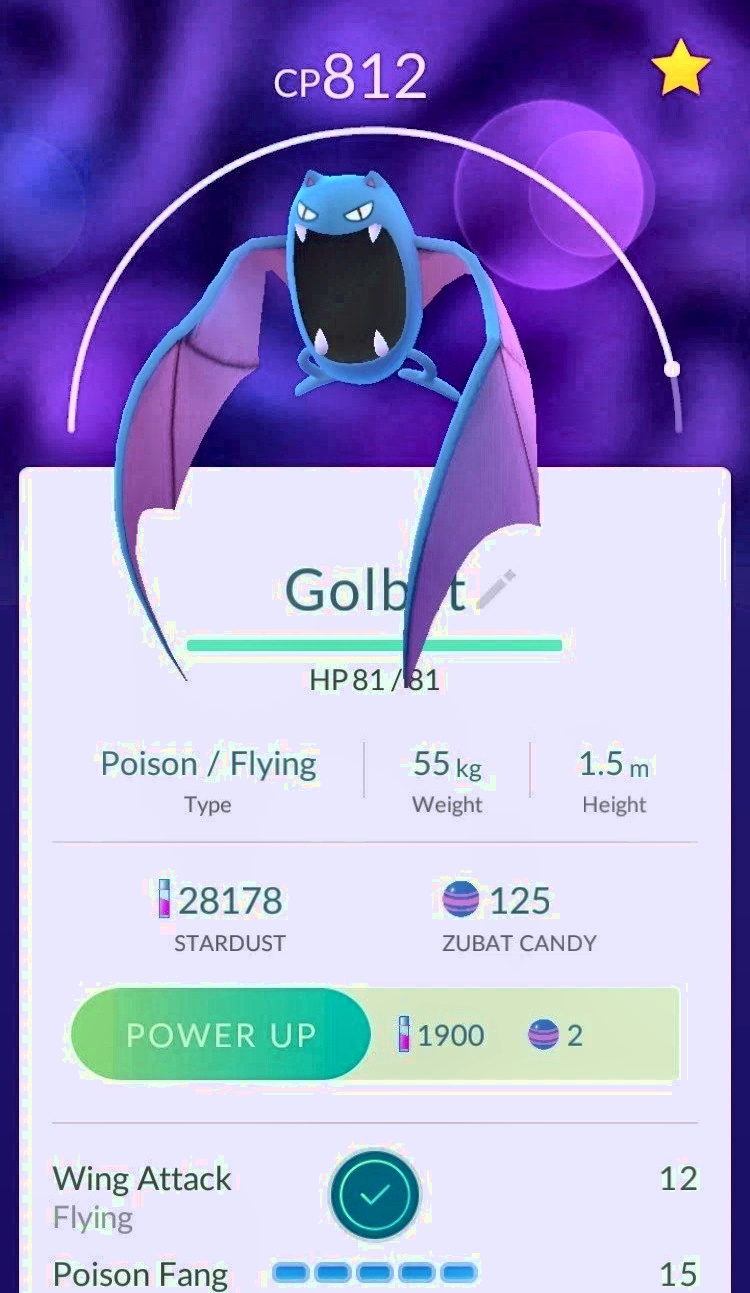 CP812
Golb t
HP 81 / 81
Poison / Flying 55 kg 1.5 m
Type Weight Height
28178 125
STARDUST ZUBAT CANDY
POWER UP 1900 2
Wing Attack 12
Flying
Poison Fang 15